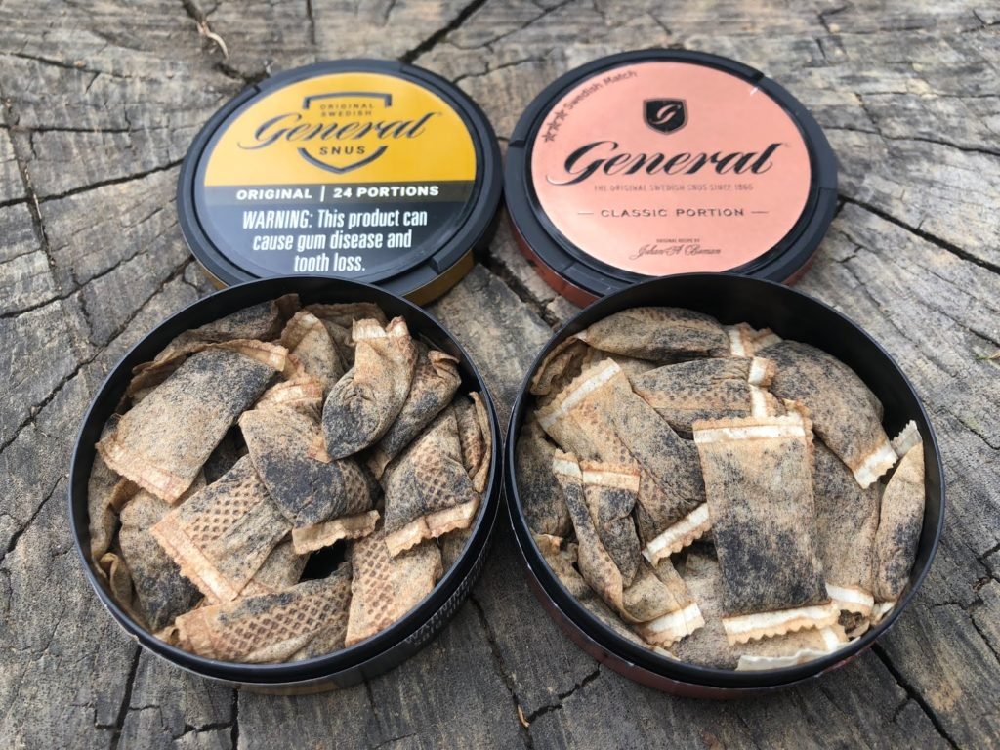 ORIGINAL
SWEDISH
General
SNUS
ORIGINAL | 24 PORTIONS
WARNING: This product can
cause gum disease and
tooth loss.
Swedish Match
G
General
THE ORIGINAL SWEDISH SNUS SINCE 1866
CLASSIC PORTION
ORIGINAL RECIPE BY
Johan A Boman